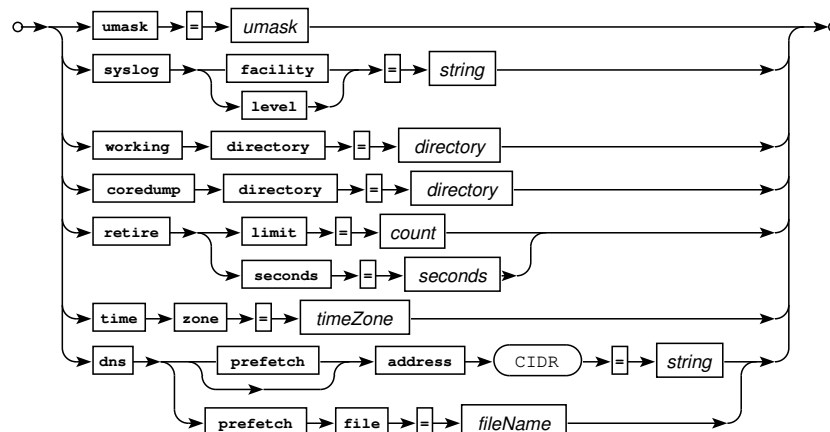 umask = umask
syslog facility = string
level
working directory = directory
coredump directory = directory
retire limit = count
seconds = seconds
time zone = timeZone
dns prefetch address CIDR = string
prefetch file = fileName